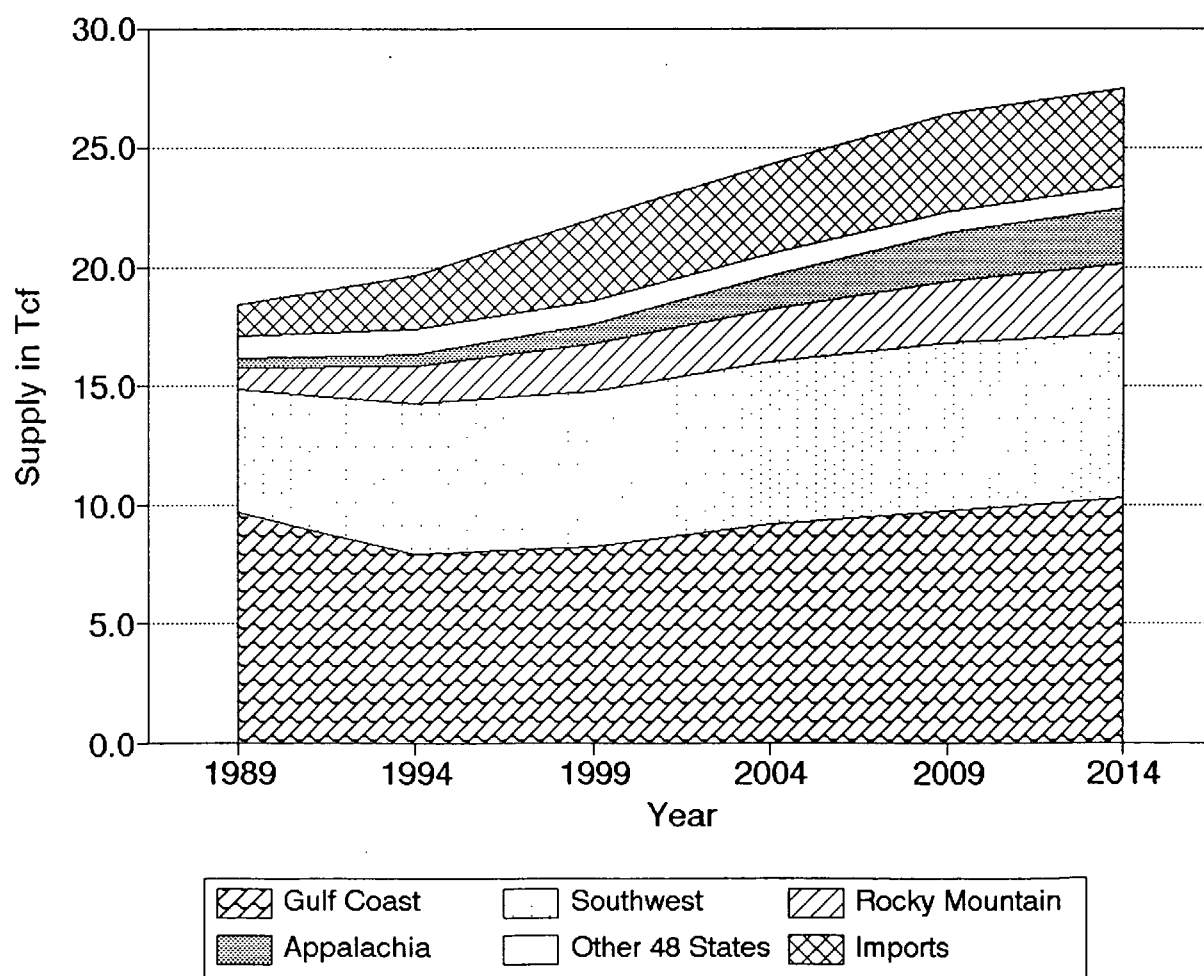 30.0
25.0
20.0
15.0
10.0
5.0
0.0
Supply in Tcf
1989 1994 1999 2004 2009 2014
Year
Gulf Coast Southwest Rocky Mountain
Appalachia Other 48 States Imports